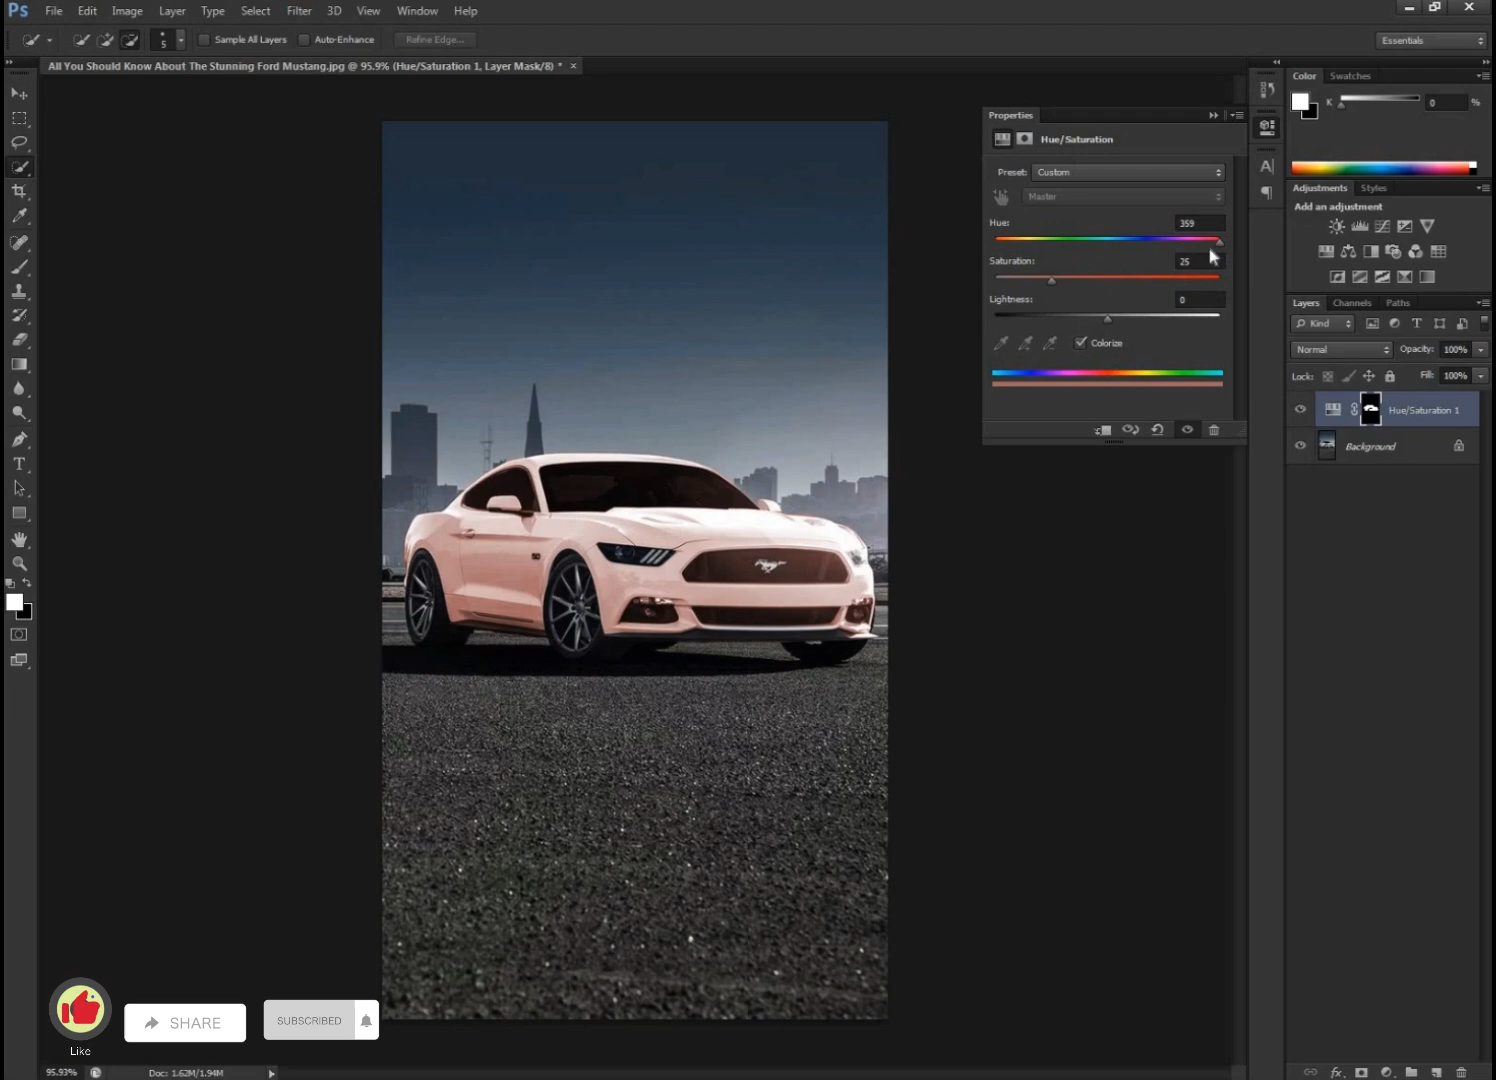 Ps File Edit Image Layer Type Select Filter 3D View Window Help
5 Sample All Layers Auto-Enhance Refine Edge... Essentials
All You Should Know About The Stunning Ford Mustang.jpg @ 95.9% (Hue/Saturation 1, Layer Mask/8) * ×
Properties
Hue/Saturation
Preset: Custom
Master
Hue: 359
Saturation: 25
Lightness: 0
Colorize
Color Swatches
K 0 %
Adjustments Styles
Add an adjustment
Layers Channels Paths
Kind
Normal Opacity: 100%
Lock: Fill: 100%
Hue/Saturation 1
Background
A
T
5.0
SHARE
SUBSCRIBED
Like
95.93% Doc: 1.62M/1.94M
fx